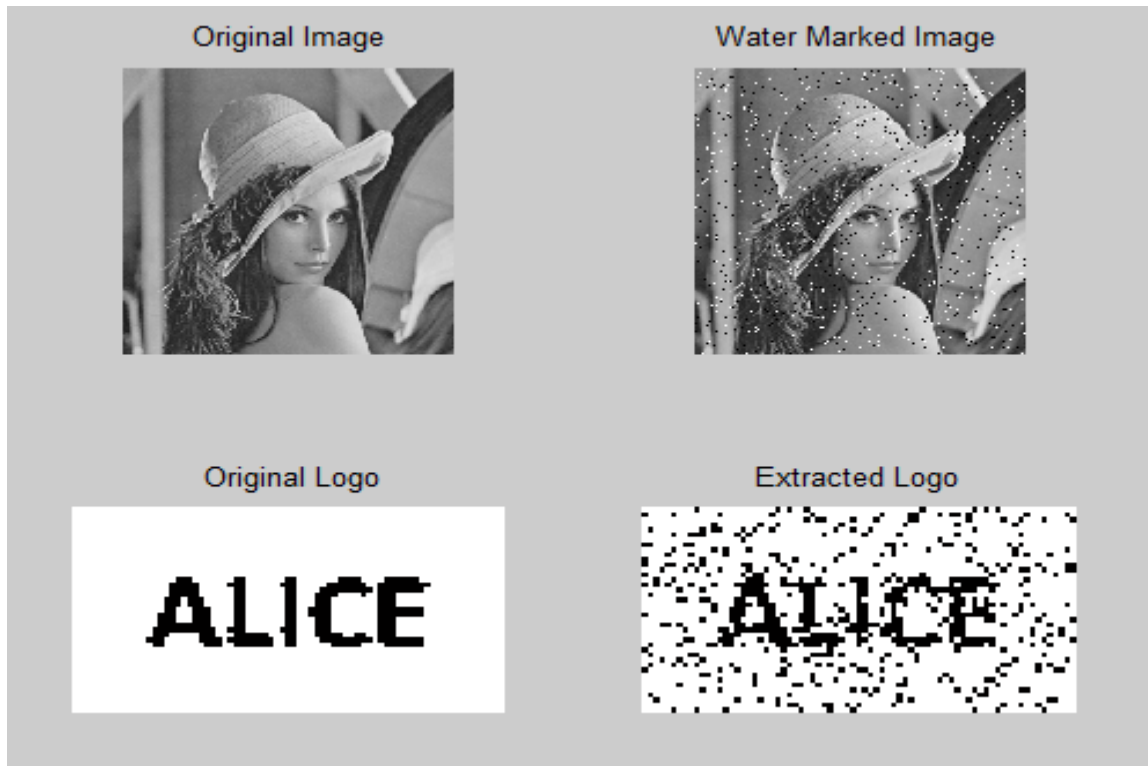 Original Image
Water Marked Image
Original Logo
Extracted Logo
ALICE
ALICE